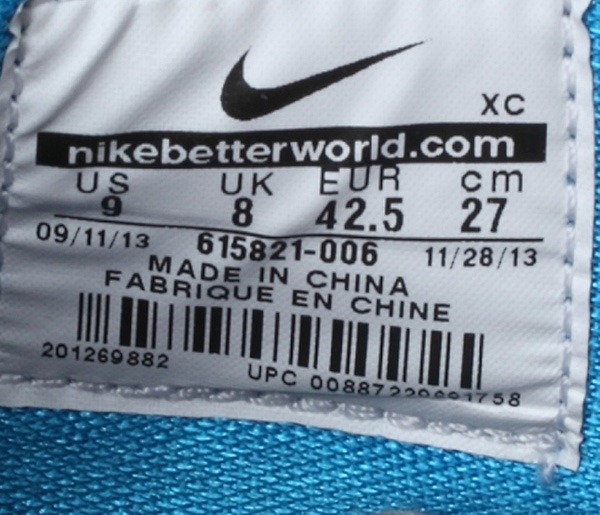 XC
nikebetterworld.com
US UK EUR cm
9 8 42.5 27
09/11/13 615821-006 11/28/13
MADE IN CHINA
FABRIQUE EN CHINE
201269882
UPC